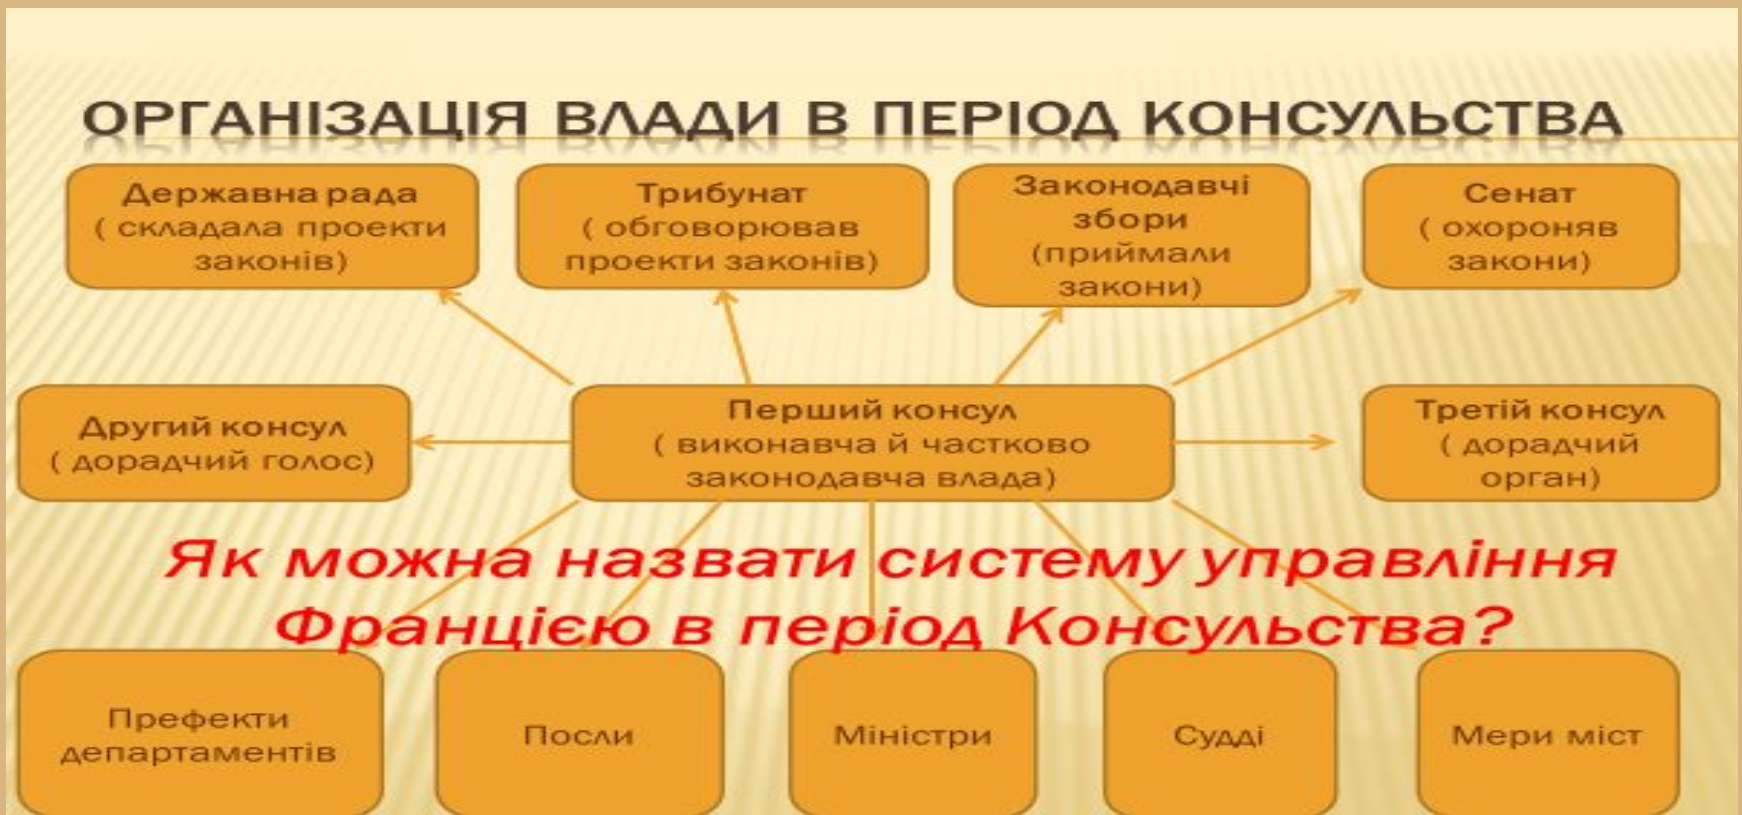 ОРГАНІЗАЦІЯ ВЛАДИ В ПЕРІОД КОНСУЛЬСТВА
Державна рада
( складала проекти
законів)
Трибунат
( обговорював
проекти законів)
Законодавчі
збори
(приймали
закони)
Сенат
( охороняв
закони)
Другий консул
( дорадчий голос)
Перший консул
( виконавча й частково
законодавча влада)
Третій консул
( дорадчий
орган)
Як можна назвати систему управління
Францією в період Консульства?
Префекти
департаментів
Посли
Міністри
Судді
Мери міст